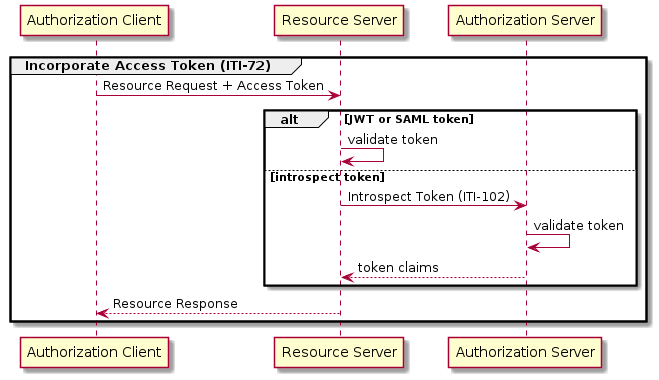 Authorization Client Resource Server Authorization Server
Incorporate Access Token (ITI-72)
Resource Request + Access Token
alt [JWT or SAML token]
validate token
[introspect token]
Introspect Token (ITI-102)
validate token
token claims
Resource Response
Authorization Client Resource Server Authorization Server